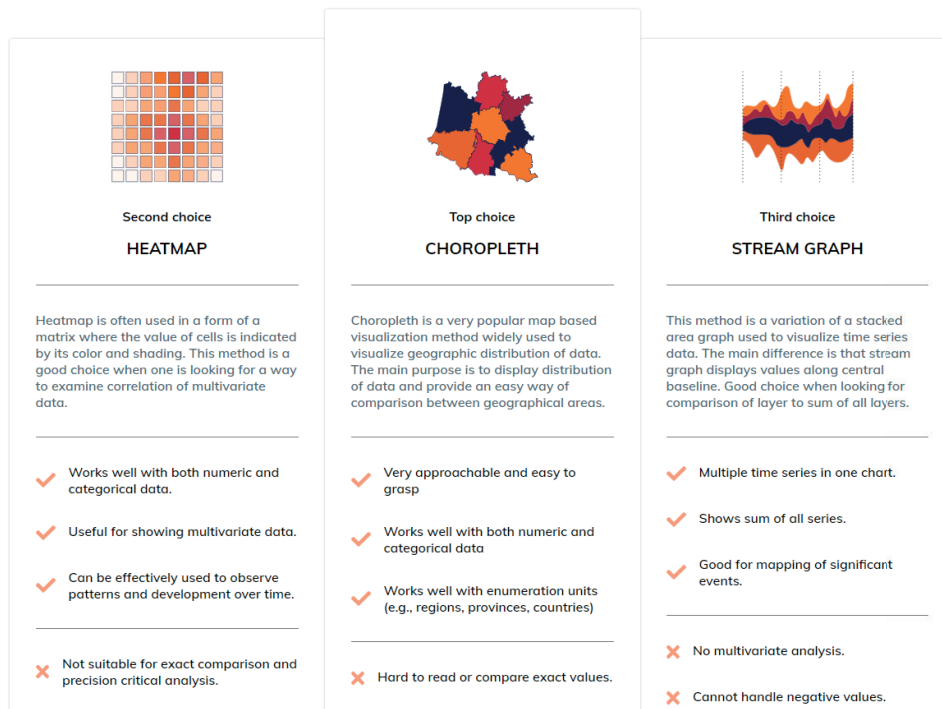 Second choice
HEATMAP
Heatmap is often used in a form of a
matrix where the value of cells is indicated
by its color and shading. This method is a
good choice when one is looking for a way
to examine correlation of multivariate
data.
Works well with both numeric and
categorical data.
Useful for showing multivariate data.
Can be effectively used to observe
patterns and development over time.
Not suitable for exact comparison and
precision critical analysis.
Top choice
CHOROPLETH
Choropleth is a very popular map based
visualization method widely used to
visualize geographic distribution of data.
The main purpose is to display distribution
of data and provide an easy way of
comparison between geographical areas.
Very approachable and easy to
grasp
Works well with both numeric and
categorical data
Works well with enumeration units
(e.g., regions, provinces, countries)
Hard to read or compare exact values.
Third choice
STREAM GRAPH
This method is a variation of a stacked
area graph used to visualize time series
data. The main difference is that stream
graph displays values along central
baseline. Good choice when looking for
comparison of layer to sum of all layers.
Multiple time series in one chart.
Shows sum of all series.
Good for mapping of significant
events.
No multivariate analysis.
Cannot handle negative values.